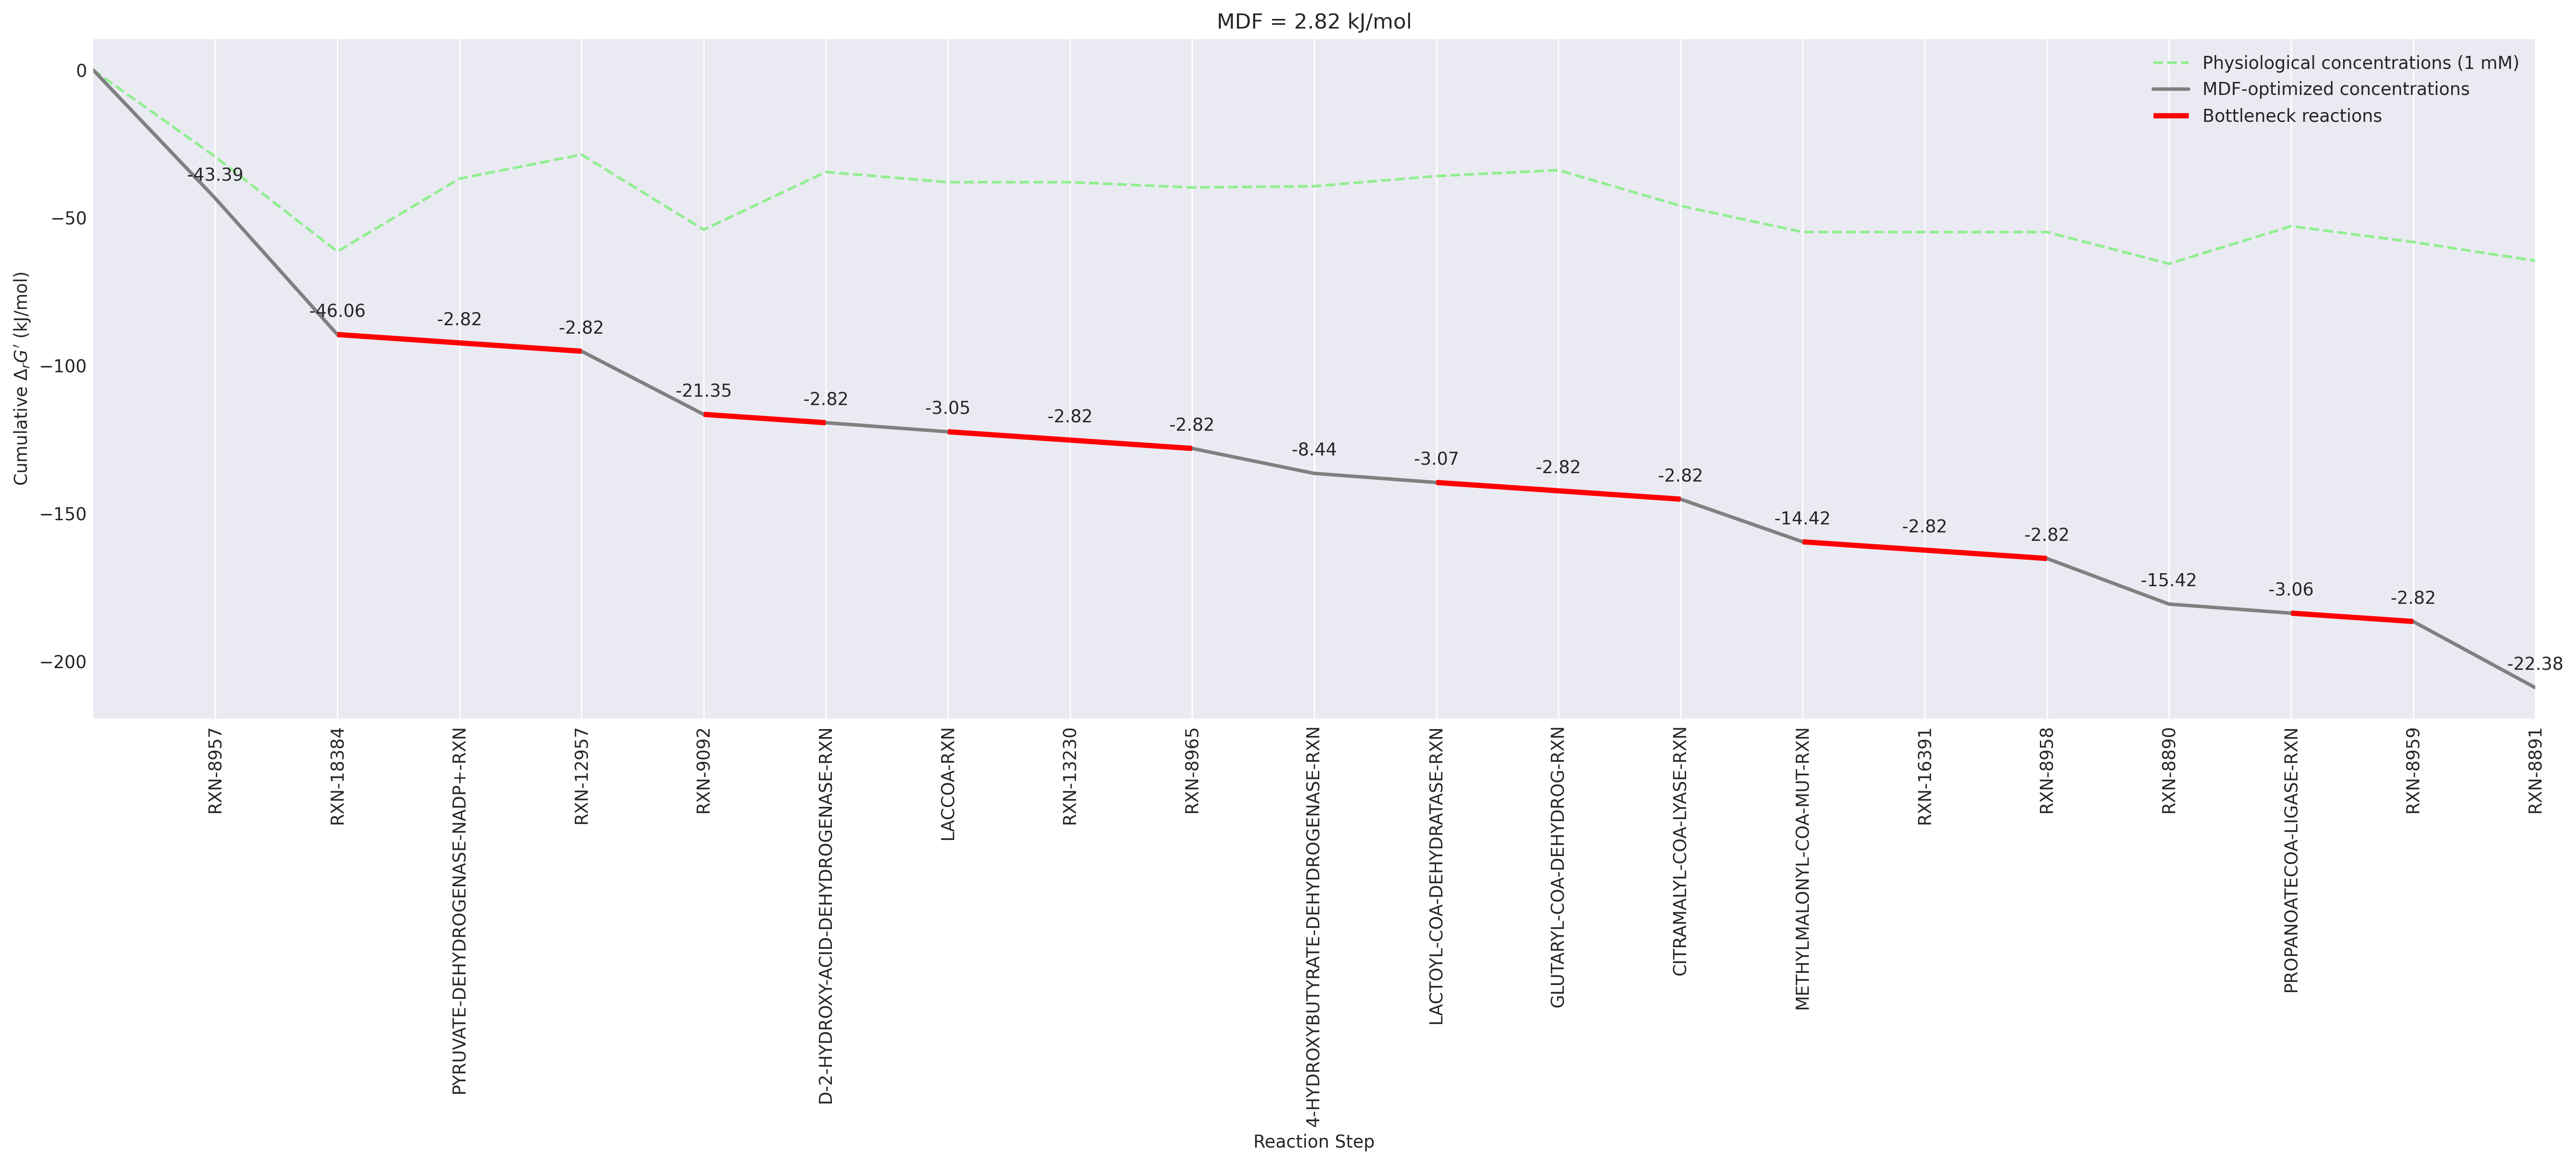 MDF = 2.82 kJ/mol
Physiological concentrations (1 mM)
MDF-optimized concentrations
Bottleneck reactions
Cumulative ΔᵣG′ (kJ/mol)
0
−50
−100
−150
−200
-43.39
-46.06
-2.82
-2.82
-21.35
-2.82
-3.05
-2.82
-2.82
-8.44
-3.07
-2.82
-2.82
-14.42
-2.82
-2.82
-15.42
-3.06
-2.82
-22.38
RXN-8957
RXN-18384
PYRUVATE-DEHYDROGENASE-NADP+-RXN
RXN-12957
RXN-9092
D-2-HYDROXY-ACID-DEHYDROGENASE-RXN
LACCOA-RXN
RXN-13230
RXN-8965
4-HYDROXYBUTYRATE-DEHYDROGENASE-RXN
LACTOYL-COA-DEHYDRATASE-RXN
GLUTARYL-COA-DEHYDROG-RXN
CITRAMALYL-COA-LYASE-RXN
METHYLMALONYL-COA-MUT-RXN
RXN-16391
RXN-8958
RXN-8890
PROPANOATECOA-LIGASE-RXN
RXN-8959
RXN-8891
Reaction Step